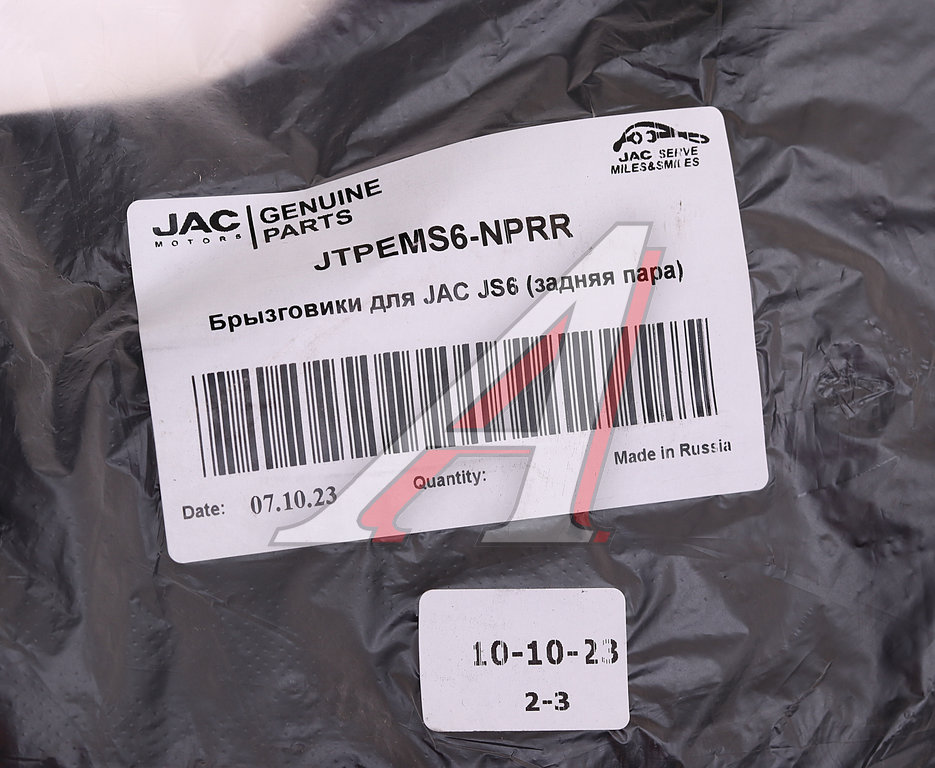 JAC SERVE
MILES&SMILES
JAC
MOTORS
GENUINE
PARTS
JTPEMS6-NPRR
Брызговики для JAC JS6 (задняя пара)
Made in Russia
Quantity:
Date: 07.10.23
10-10-23
2-3